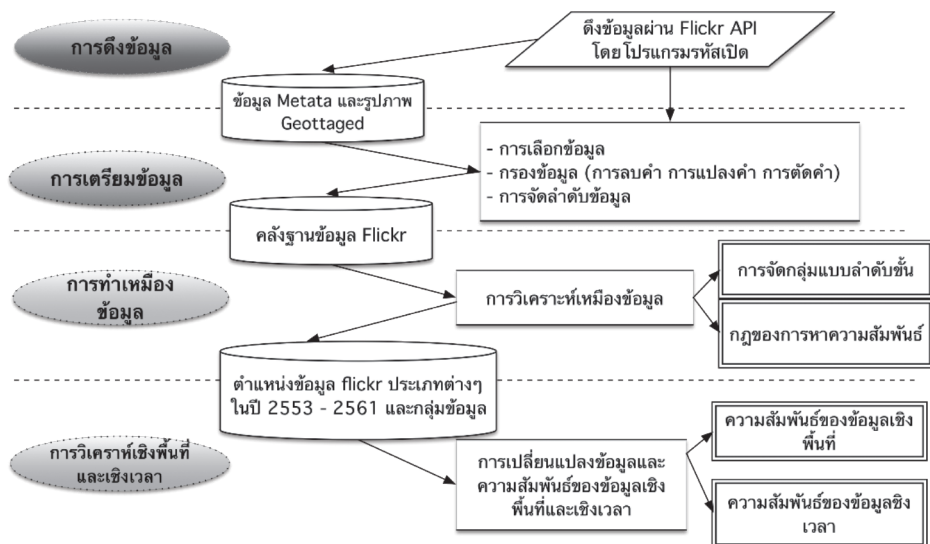 การดึงข้อมูล
ดึงข้อมูลผ่าน Flickr API
โดยโปรแกรมรหัสเปิด
ข้อมูล Metata และรูปภาพ
Geottaged
การเตรียมข้อมูล
- การเลือกข้อมูล
- กรองข้อมูล (การลบคำ การแปลงคำ การตัดคำ)
- การจัดลำดับข้อมูล
คลังฐานข้อมูล Flickr
การทำเหมือง
ข้อมูล
การวิเคราะห์เหมืองข้อมูล
การจัดกลุ่มแบบลำดับขั้น
กฎของการหาความสัมพันธ์
ตำแหน่งข้อมูล flickr ประเภทต่างๆ
ในปี 2553 - 2561 และกลุ่มข้อมูล
การวิเคราห์เชิงพื้นที่
และเชิงเวลา
การเปลี่ยนแปลงข้อมูลและ
ความสัมพันธ์ของข้อมูลเชิง
พื้นที่และเชิงเวลา
ความสัมพันธ์ของข้อมูลเชิง
พื้นที่
ความสัมพันธ์ของข้อมูลชิง
เวลา